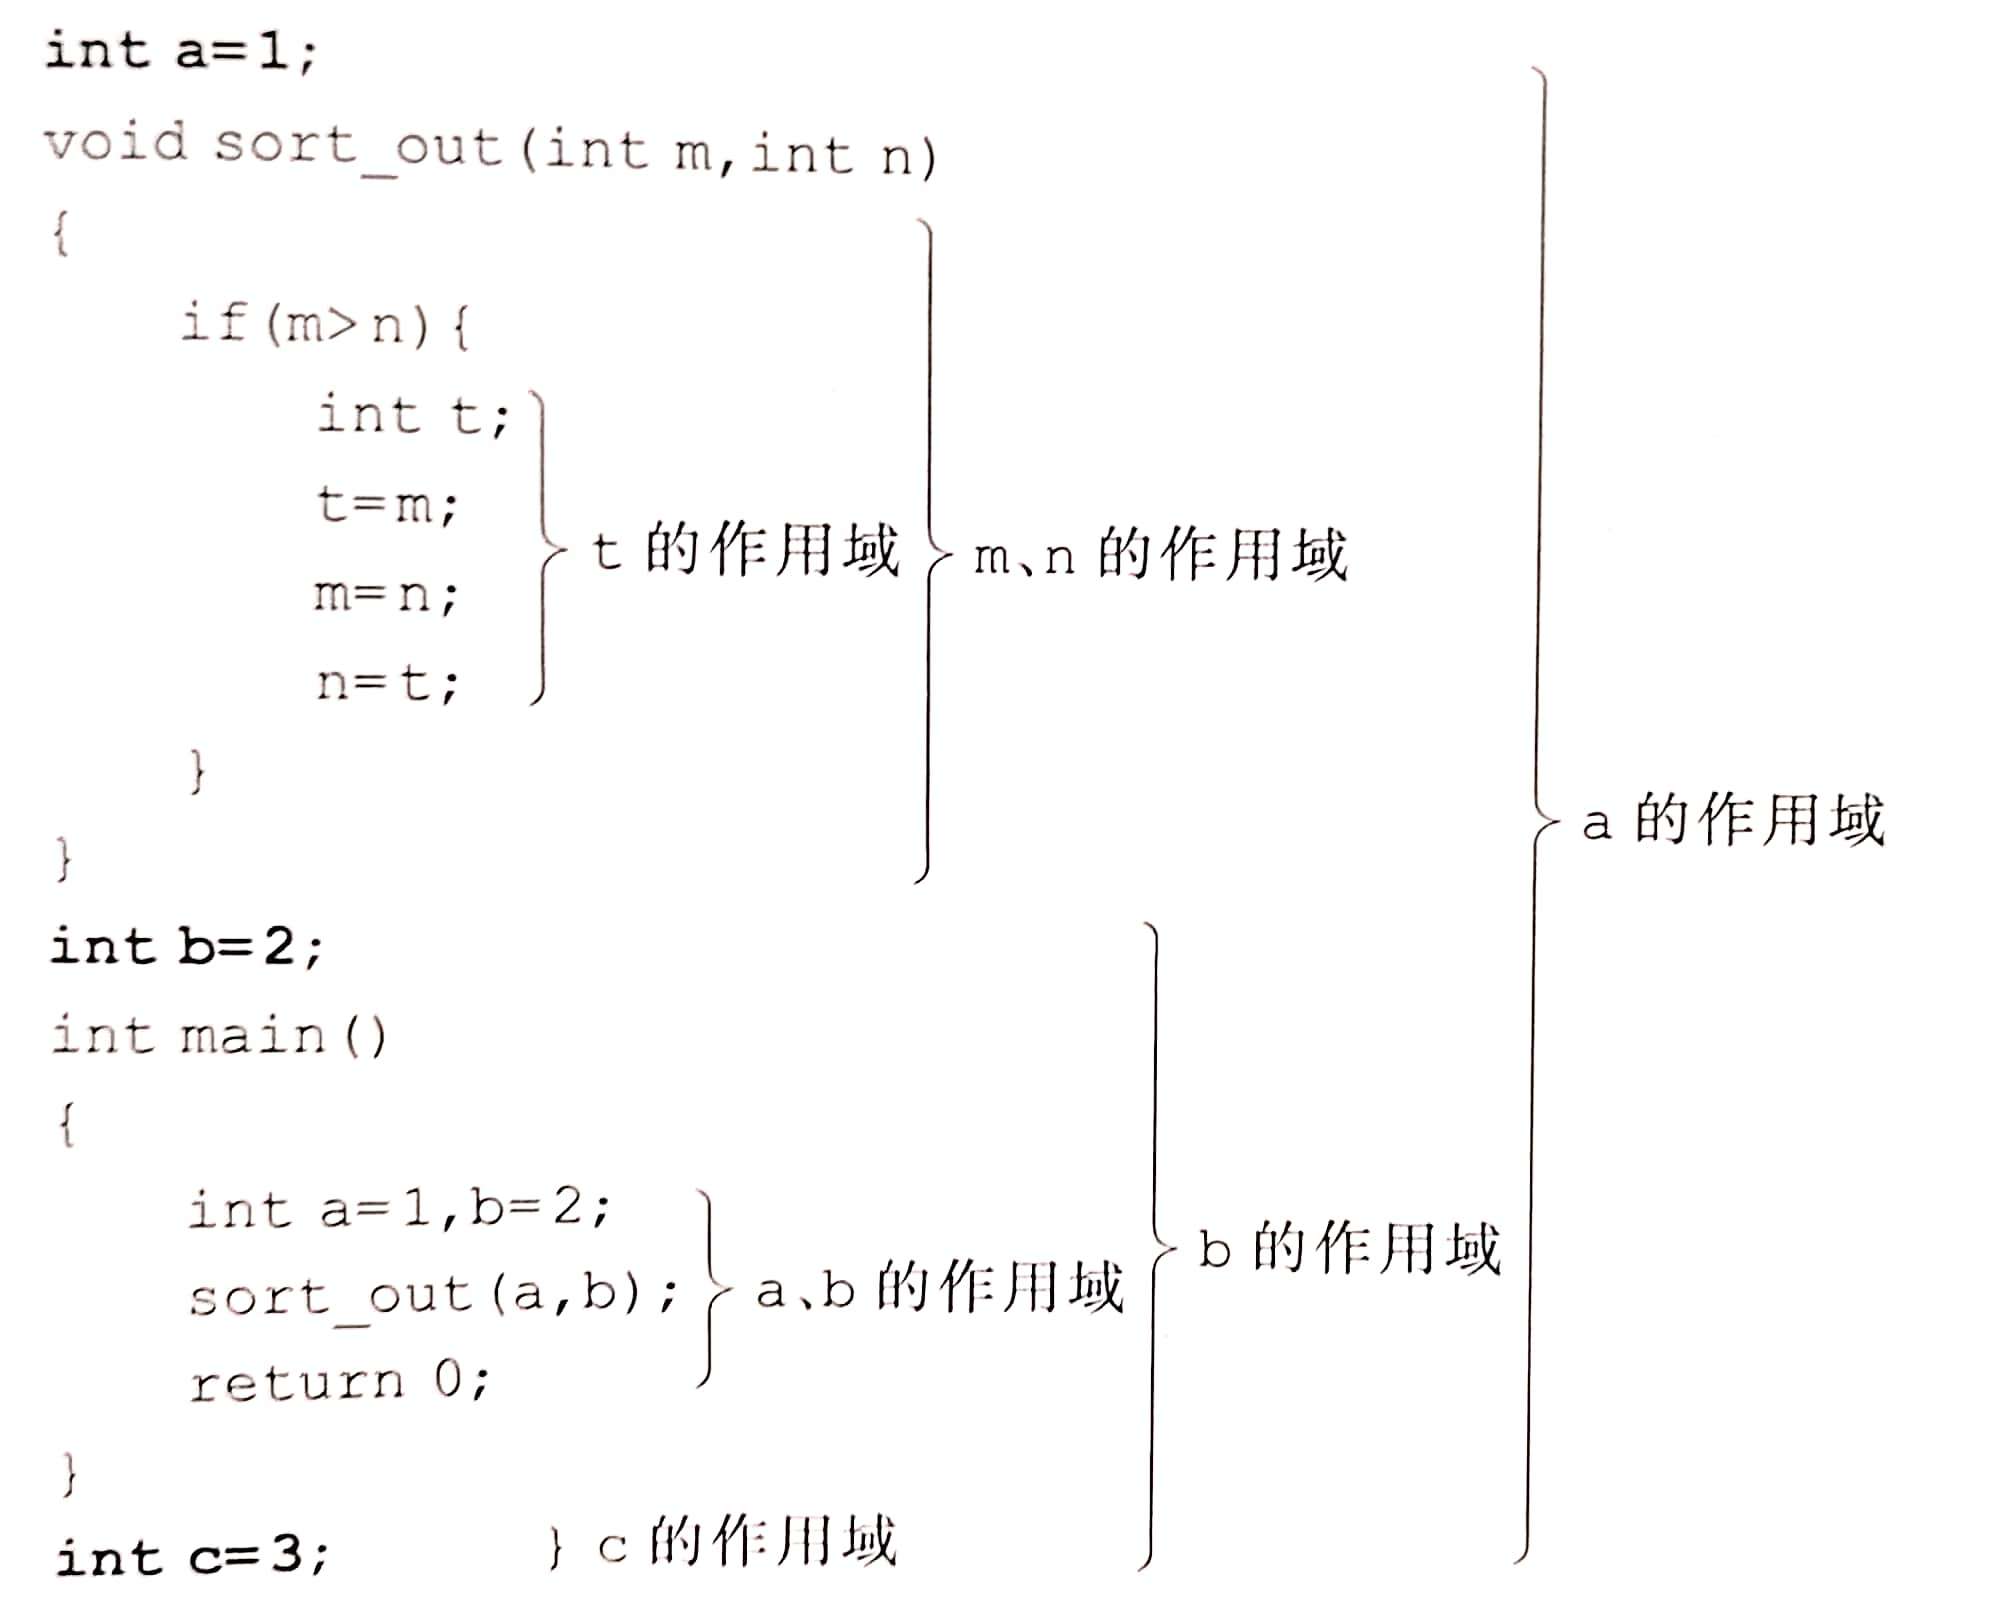 int a=1;
void sort_out(int m,int n)
{
if(m>n){
int t;
t=m;
t 的作用域
m、n 的作用域
m=n;
n=t;
}
a 的作用域
}
int b=2;
int main()
{
int a=1,b=2;
b 的作用域
sort_out(a,b);
a、b 的作用域
return 0;
}
int c=3;
} c 的作用域